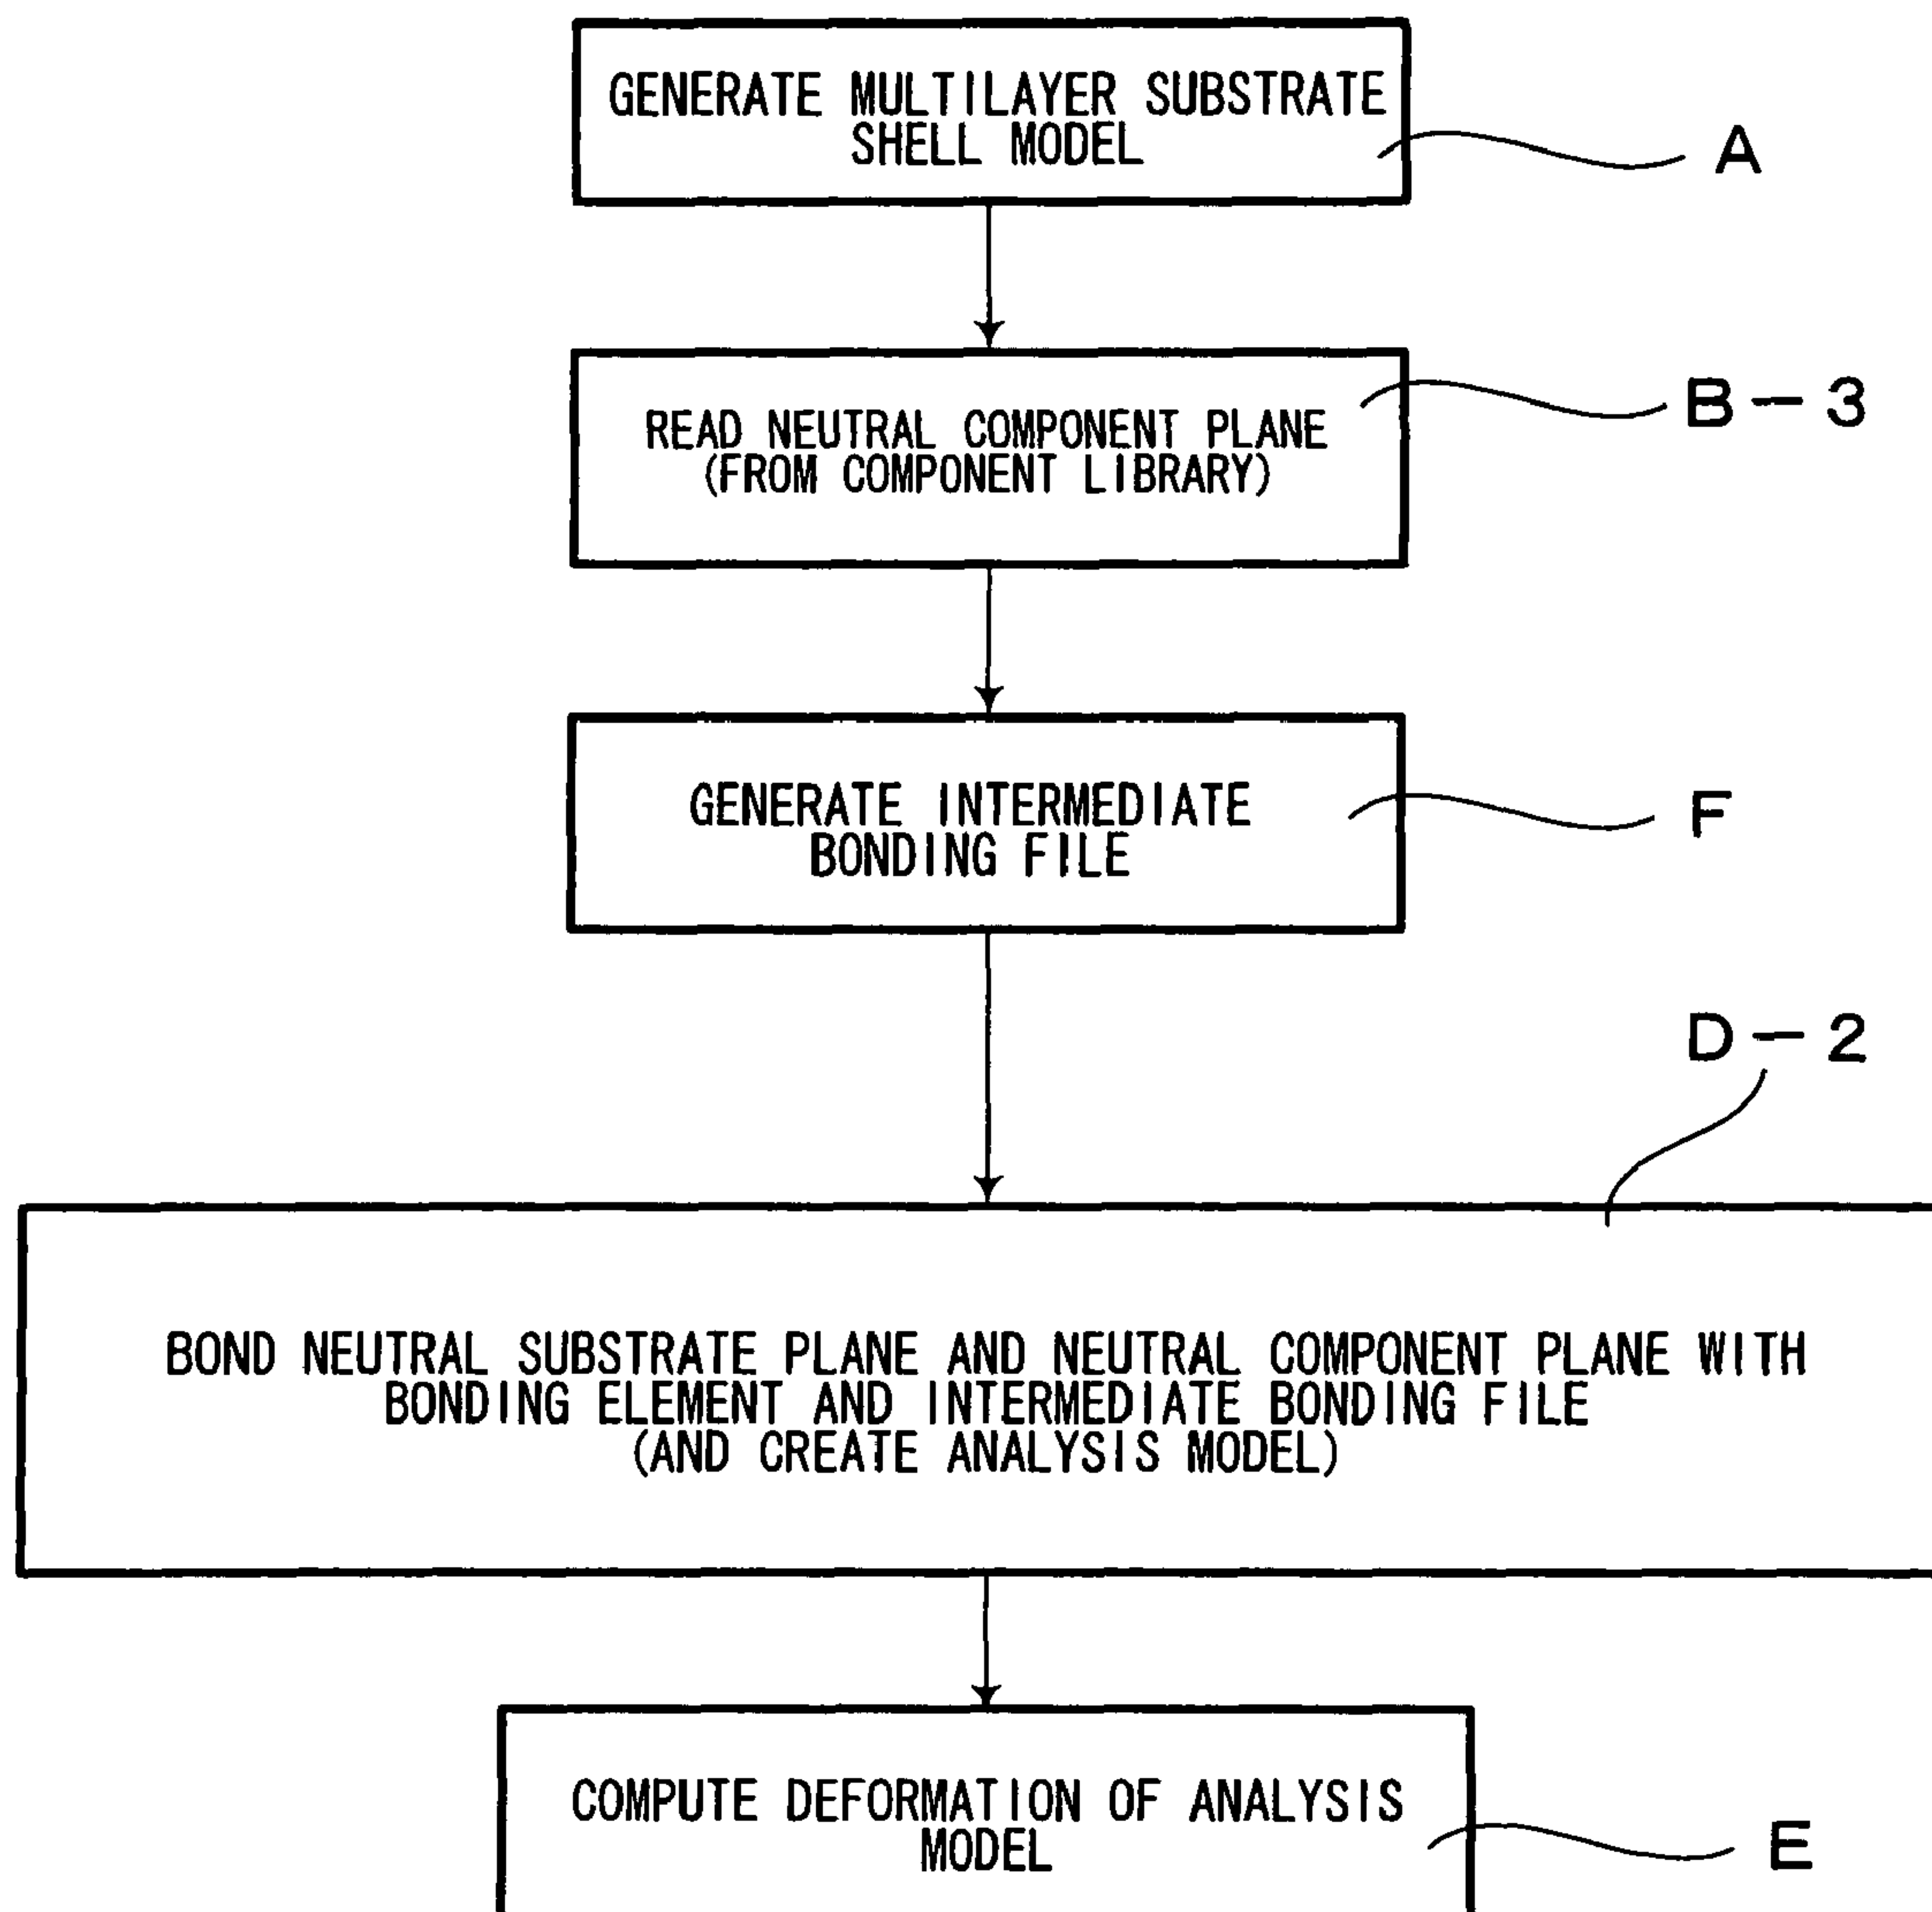 GENERATE MULTILAYER SUBSTRATE
SHELL MODEL
A
READ NEUTRAL COMPONENT PLANE
(FROM COMPONENT LIBRARY)
B-3
GENERATE INTERMEDIATE
BONDING FILE
F
D-2
BOND NEUTRAL SUBSTRATE PLANE AND NEUTRAL COMPONENT PLANE WITH
BONDING ELEMENT AND INTERMEDIATE BONDING FILE
(AND CREATE ANALYSIS MODEL)
COMPUTE DEFORMATION OF ANALYSIS
MODEL
E